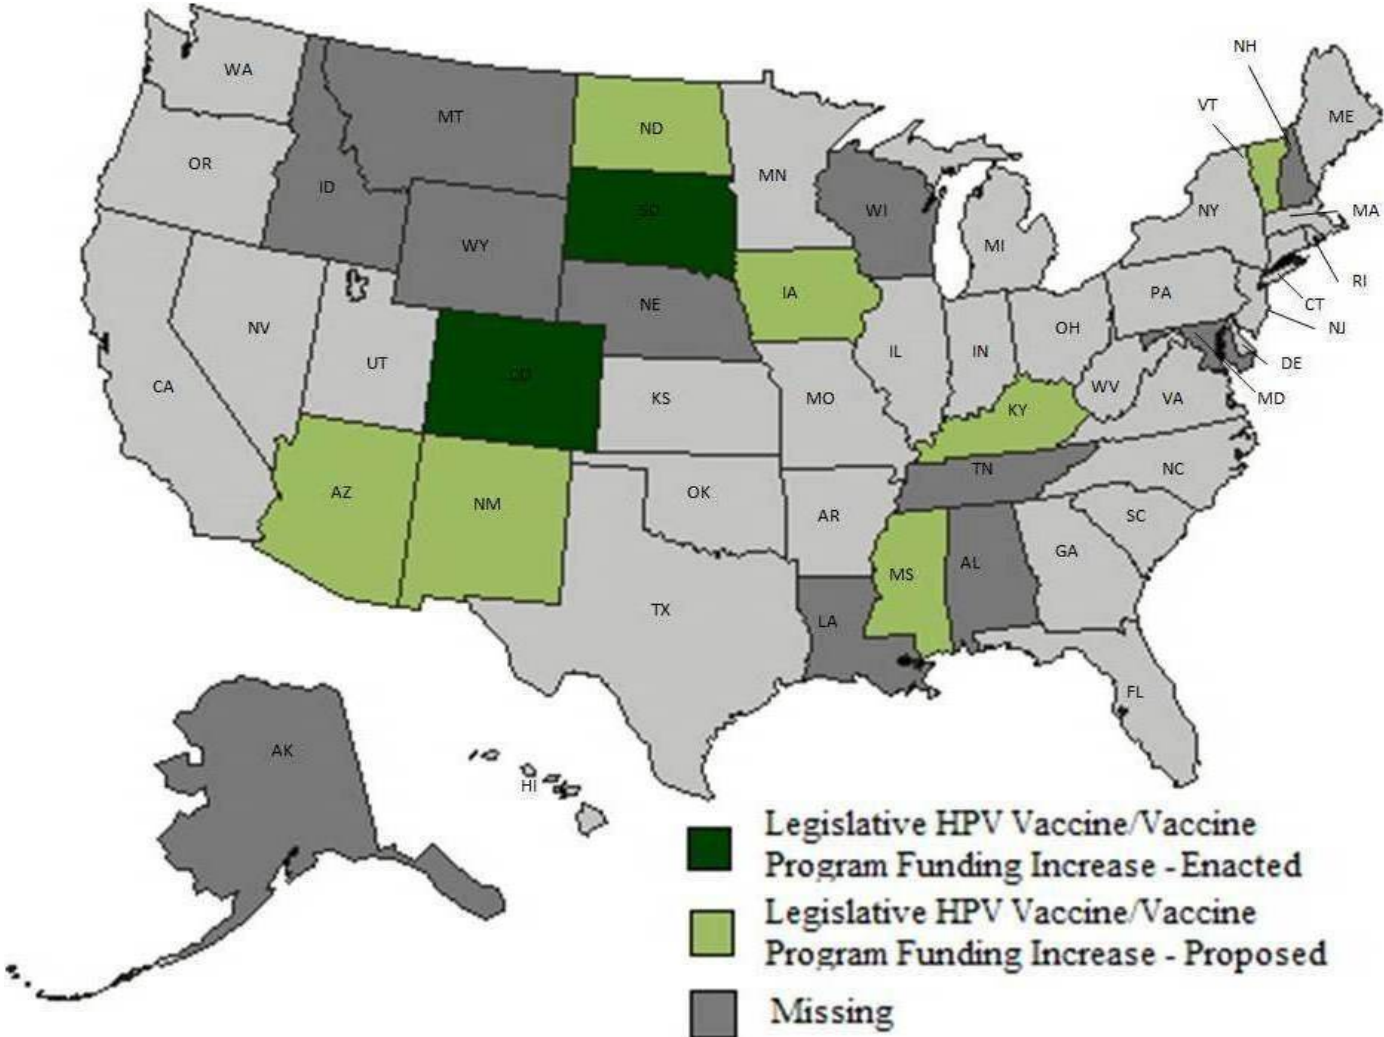 NH
WA
VT
ME
MT
ND
OR
MN
ID
SD
WI
NY
MA
WY
MI
RI
NE
IA
PA
CT
NV
OH
NJ
UT
IL
IN
DE
CO
CA
KS
MO
WV
VA
MD
KY
TN
NC
AZ
NM
OK
AR
SC
GA
MS
AL
TX
LA
FL
AK
HI
Legislative HPV Vaccine/Vaccine
Program Funding Increase - Enacted
Legislative HPV Vaccine/Vaccine
Program Funding Increase - Proposed
Missing